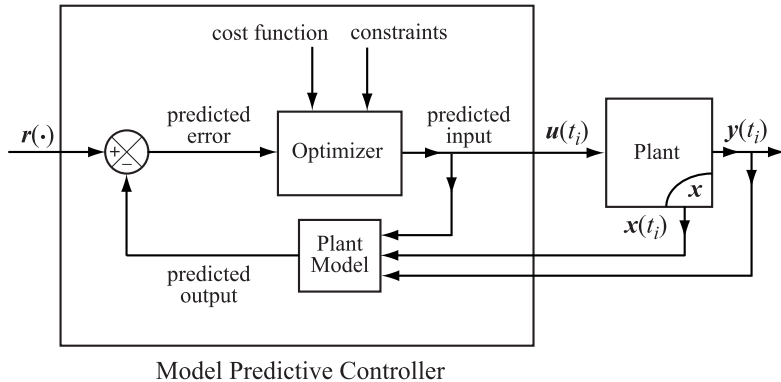 cost function
constraints
r(·)
+
−
predicted
error
Optimizer
predicted
input
u(tᵢ)
Plant
x
y(tᵢ)
x(tᵢ)
Plant
Model
predicted
output
Model Predictive Controller